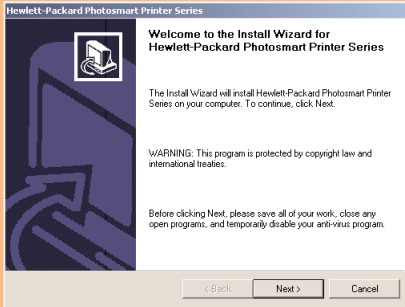 Hewlett-Packard Photosmart Printer Series
Welcome to the Install Wizard for
Hewlett-Packard Photosmart Printer Series
The Install Wizard will install Hewlett-Packard Photosmart Printer
Series on your computer. To continue, click Next.
WARNING: This program is protected by copyright law and
international treaties.
Before clicking Next, please save all of your work, close any
open programs, and temporarily disable your anti-virus program.
< Back
Next >
Cancel